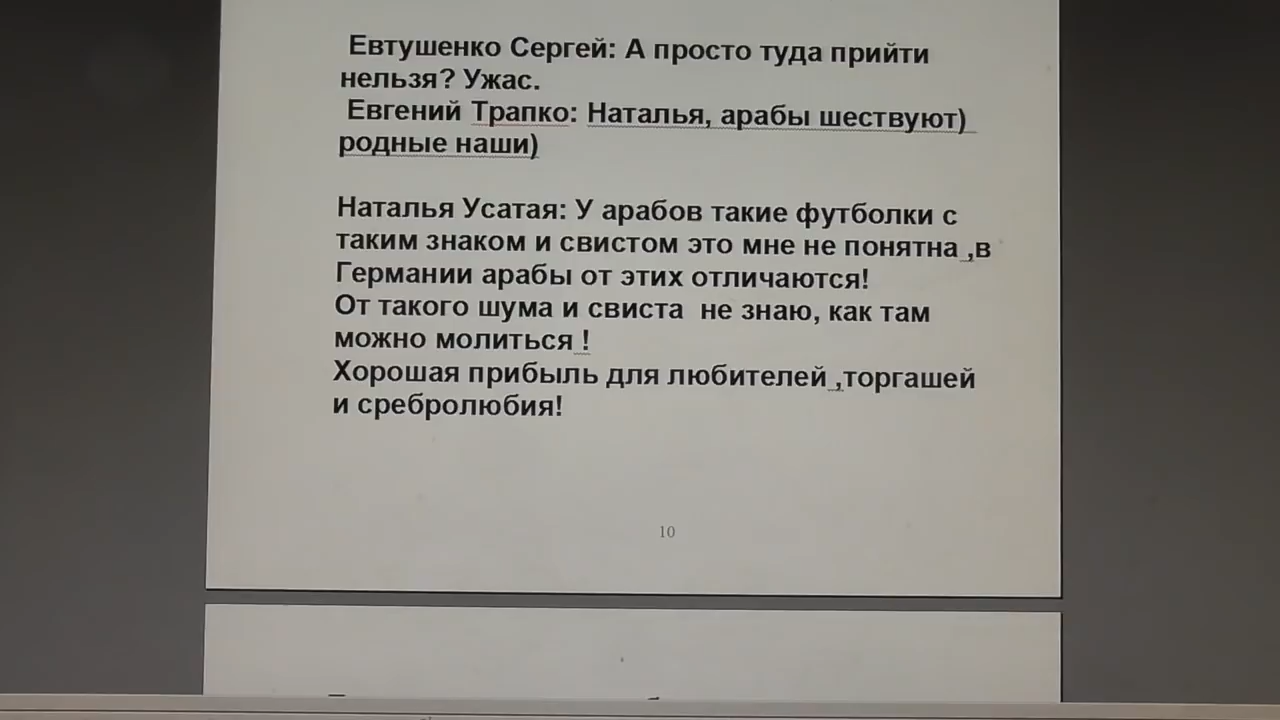 Евтушенко Сергей: А просто туда прийти
нельзя? Ужас.
Евгений Трапко: Наталья, арабы шествуют)
родные наши)
Наталья Усатая: У арабов такие футболки с
таким знаком и свистом это мне не понятна ,в
Германии арабы от этих отличаются!
От такого шума и свиста не знаю, как там
можно молиться !
Хорошая прибыль для любителей ,торгашей
и сребролюбия!
10